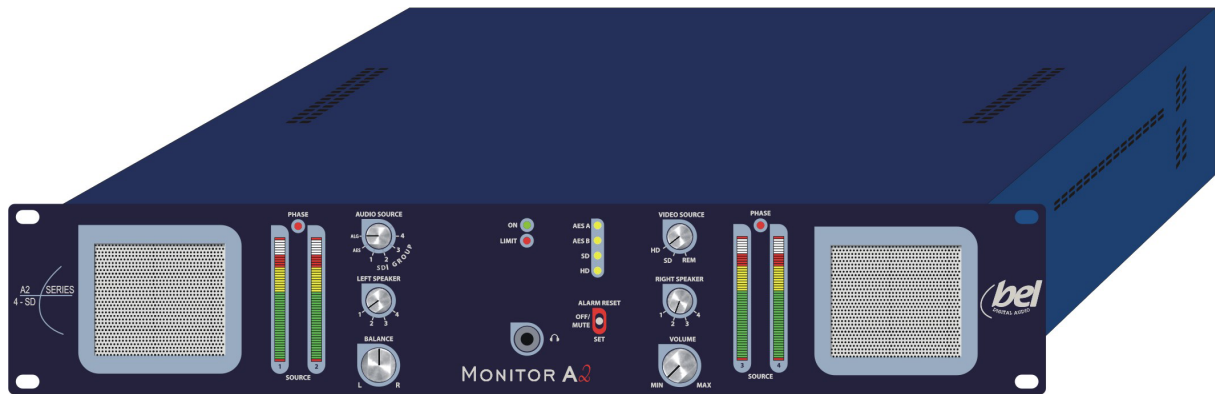 A2 SERIES
4 - SD
PHASE
1 2
SOURCE
AUDIO SOURCE
ALG
AES
1 2 3 4
SDI GROUP
LEFT SPEAKER
1 2 3 4
BALANCE
L R
ON
LIMIT
AES A
AES B
SD
HD
ALARM RESET
OFF/
MUTE
SET
MONITOR A2
VIDEO SOURCE
HD
SD REM
RIGHT SPEAKER
1 2 3 4
VOLUME
MIN MAX
PHASE
3 4
SOURCE
bel
DIGITAL AUDIO